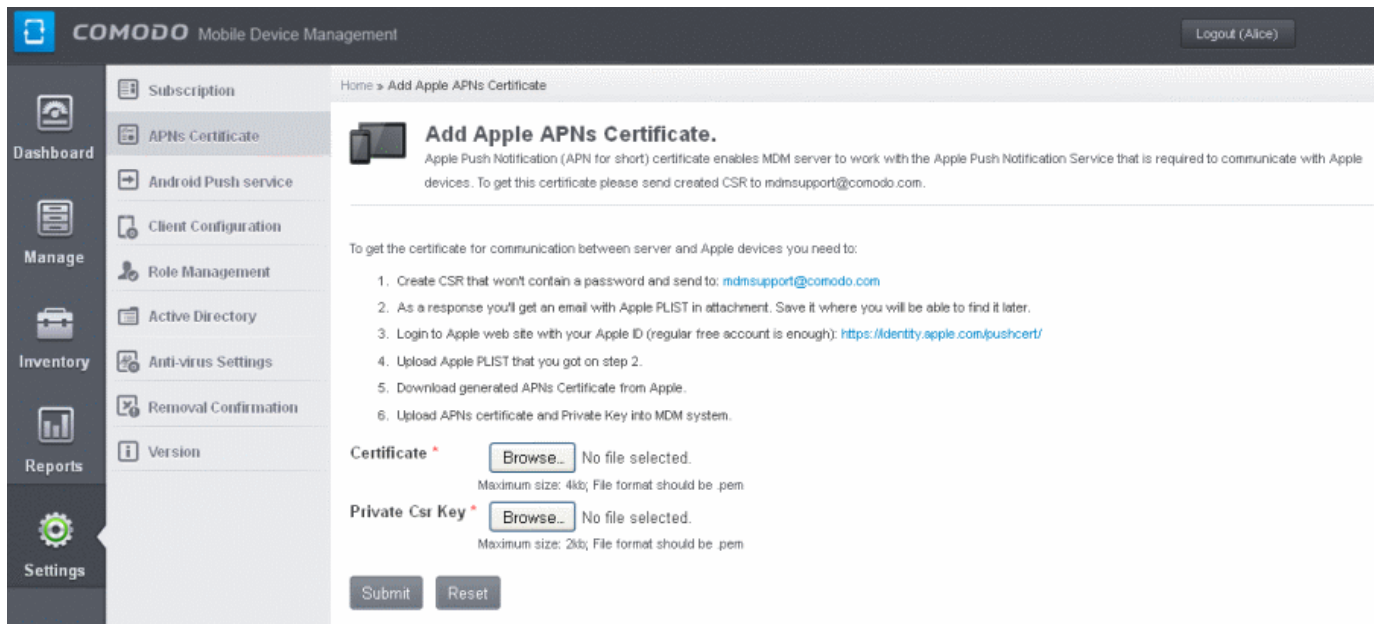 COMODO Mobile Device Management
Logout (Alice)
Dashboard
Manage
Inventory
Reports
Settings
Subscription
APNs Certificate
Android Push service
Client Configuration
Role Management
Active Directory
Anti-virus Settings
Removal Confirmation
Version
Home » Add Apple APNs Certificate
Add Apple APNs Certificate.
Apple Push Notification (APN for short) certificate enables MDM server to work with the Apple Push Notification Service that is required to communicate with Apple
devices. To get this certificate please send created CSR to mdmsupport@comodo.com.
To get the certificate for communication between server and Apple devices you need to:
1. Create CSR that won't contain a password and send to: mdmsupport@comodo.com
2. As a response you'll get an email with Apple PLIST in attachment. Save it where you will be able to find it later.
3. Login to Apple web site with your Apple ID (regular free account is enough): https://identity.apple.com/pushcert/
4. Upload Apple PLIST that you got on step 2.
5. Download generated APNs Certificate from Apple.
6. Upload APNs certificate and Private Key into MDM system.
Certificate * Browse... No file selected.
Maximum size: 4kb; File format should be .pem
Private Csr Key * Browse... No file selected.
Maximum size: 2kb; File format should be .pem
Submit Reset